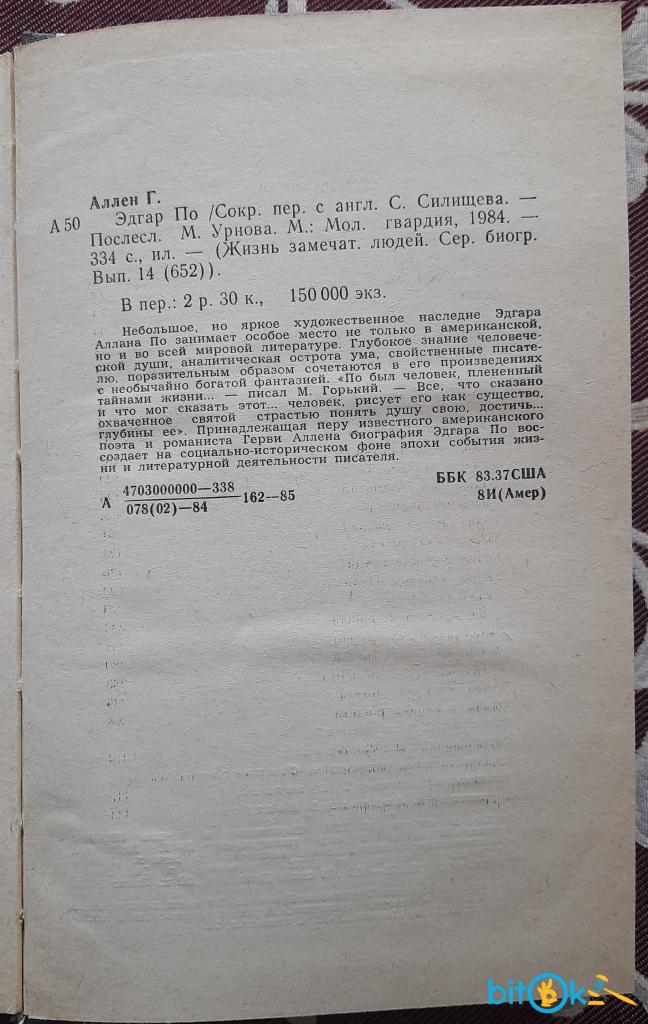 Аллен Г.
А 50 Эдгар По /Сокр. пер. с англ. С. Силищева. —
Послесл. М. Урнова. М.: Мол. гвардия, 1984. —
334 с., ил. — (Жизнь замечат. людей. Сер. биогр.
Вып. 14 (652)).
В пер.: 2 р. 30 к., 150 000 экз.
Небольшое, но яркое художественное наследие Эдгара
Аллана По занимает особое место не только в американской,
но и во всей мировой литературе. Глубокое знание человече-
ской души, аналитическая острота ума, свойственные писате-
лю, поразительным образом сочетаются в его произведениях
с необычайно богатой фантазией. «По был человек, плененный
тайнами жизни... — писал М. Горький. — Все, что сказано
и что мог сказать этот... человек, рисует его как существо,
охваченное святой страстью понять душу свою, достичь...
глубины ее». Принадлежащая перу известного американского
поэта и романиста Герви Аллена биография Эдгара По вос-
создает на социально-историческом фоне эпохи события жиз-
ни и литературной деятельности писателя.
А 4703000000—338
078(02)—84 162—85
ББК 83.37США
8И(Амер)
bitok